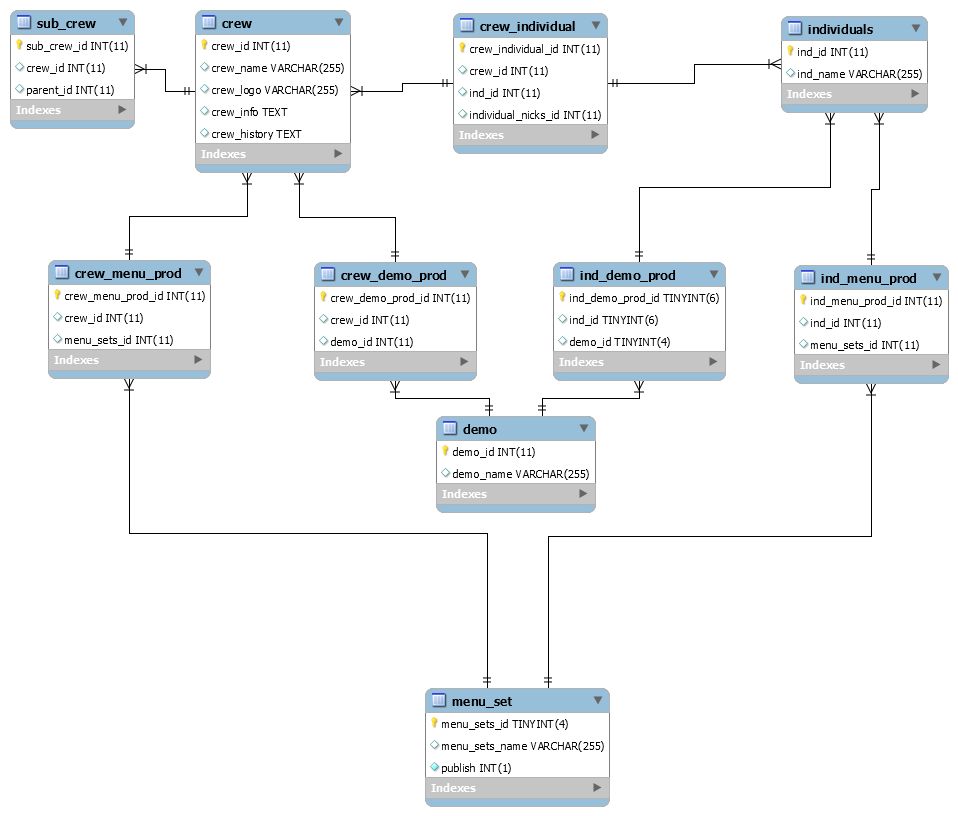 sub_crew
sub_crew_id INT(11)
crew_id INT(11)
parent_id INT(11)
Indexes
crew
crew_id INT(11)
crew_name VARCHAR(255)
crew_logo VARCHAR(255)
crew_info TEXT
crew_history TEXT
Indexes
crew_individual
crew_individual_id INT(11)
crew_id INT(11)
ind_id INT(11)
individual_nicks_id INT(11)
Indexes
individuals
ind_id INT(11)
ind_name VARCHAR(255)
Indexes
crew_menu_prod
crew_menu_prod_id INT(11)
crew_id INT(11)
menu_sets_id INT(11)
Indexes
crew_demo_prod
crew_demo_prod_id INT(11)
crew_id INT(11)
demo_id INT(11)
Indexes
ind_demo_prod
ind_demo_prod_id TINYINT(6)
ind_id TINYINT(6)
demo_id TINYINT(4)
Indexes
ind_menu_prod
ind_menu_prod_id INT(11)
ind_id INT(11)
menu_sets_id INT(11)
Indexes
demo
demo_id INT(11)
demo_name VARCHAR(255)
Indexes
menu_set
menu_sets_id TINYINT(4)
menu_sets_name VARCHAR(255)
publish INT(1)
Indexes